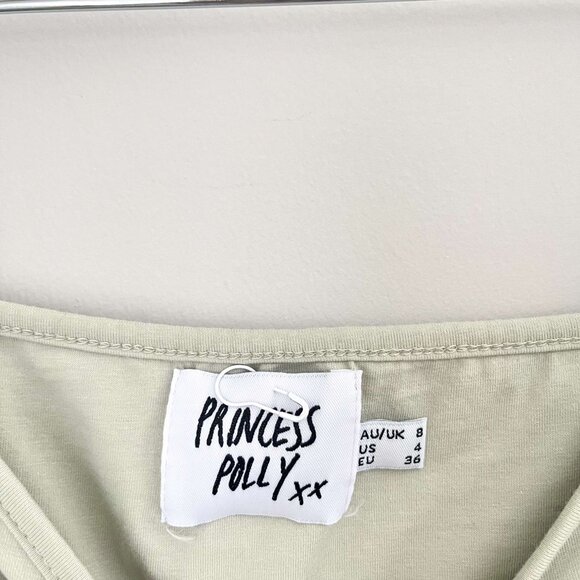 PRINCESS
POLLY xx
AU/UK 8
US 4
EU 36